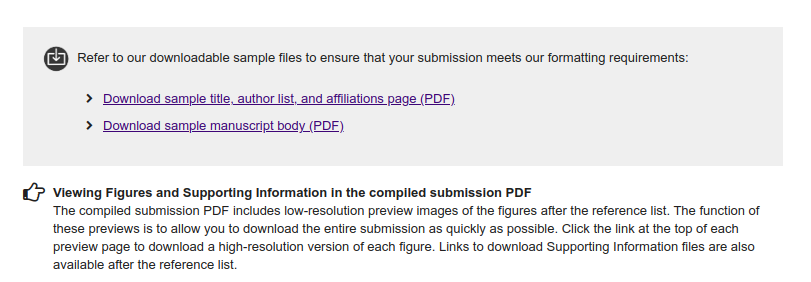 Refer to our downloadable sample files to ensure that your submission meets our formatting requirements:
Download sample title, author list, and affiliations page (PDF)
Download sample manuscript body (PDF)
Viewing Figures and Supporting Information in the compiled submission PDF
The compiled submission PDF includes low-resolution preview images of the figures after the reference list. The function of
these previews is to allow you to download the entire submission as quickly as possible. Click the link at the top of each
preview page to download a high-resolution version of each figure. Links to download Supporting Information files are also
available after the reference list.